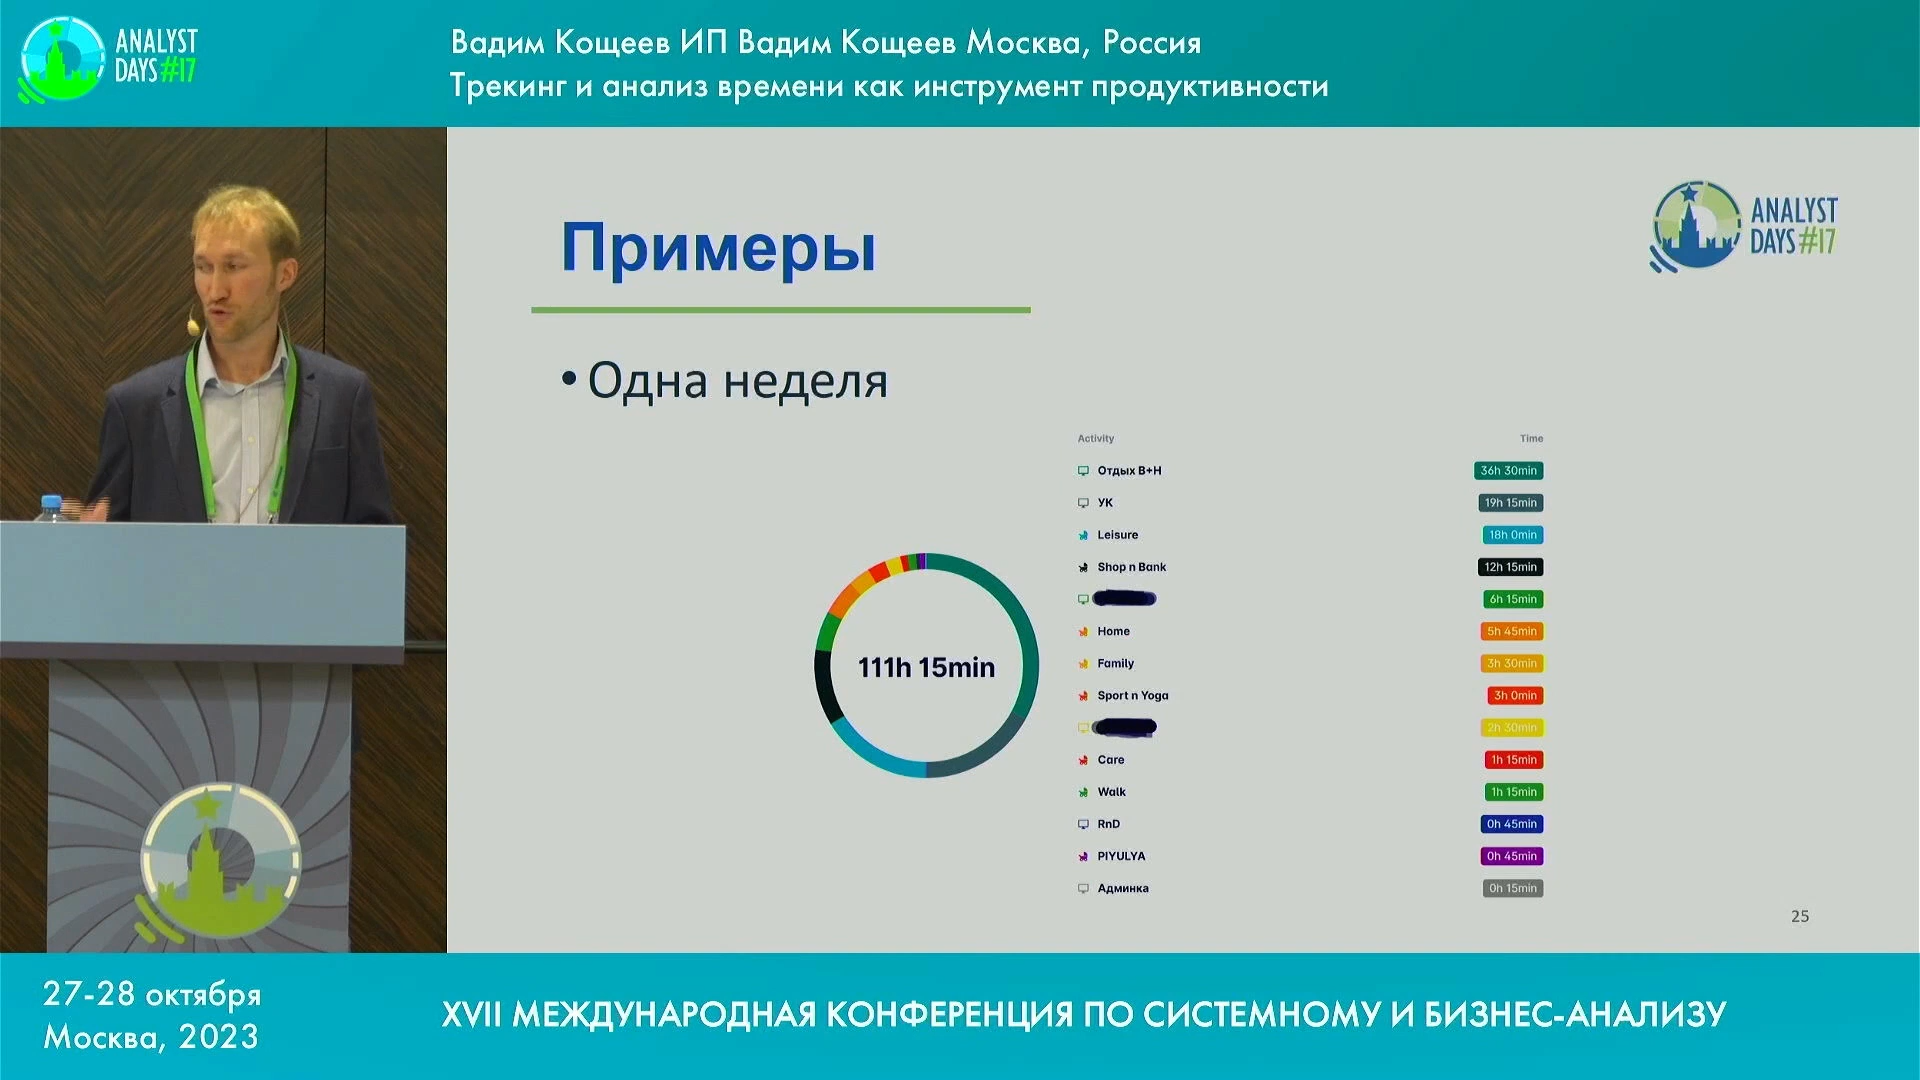 ANALYST
DAYS #17
Вадим Кощеев ИП Вадим Кощеев Москва, Россия
Трекинг и анализ времени как инструмент продуктивности
Примеры
ANALYST
DAYS #17
• Одна неделя
Activity Time
Отдых В+Н 36h 30min
УК 19h 15min
Leisure 18h 0min
Shop n Bank 12h 15min
6h 15min
Home 5h 45min
Family 3h 30min
Sport n Yoga 3h 0min
2h 30min
Care 1h 15min
Walk 1h 15min
RnD 0h 45min
PIYULYA 0h 45min
Админка 0h 15min
111h 15min
25
27-28 октября
Москва, 2023
XVII МЕЖДУНАРОДНАЯ КОНФЕРЕНЦИЯ ПО СИСТЕМНОМУ И БИЗНЕС-АНАЛИЗУ